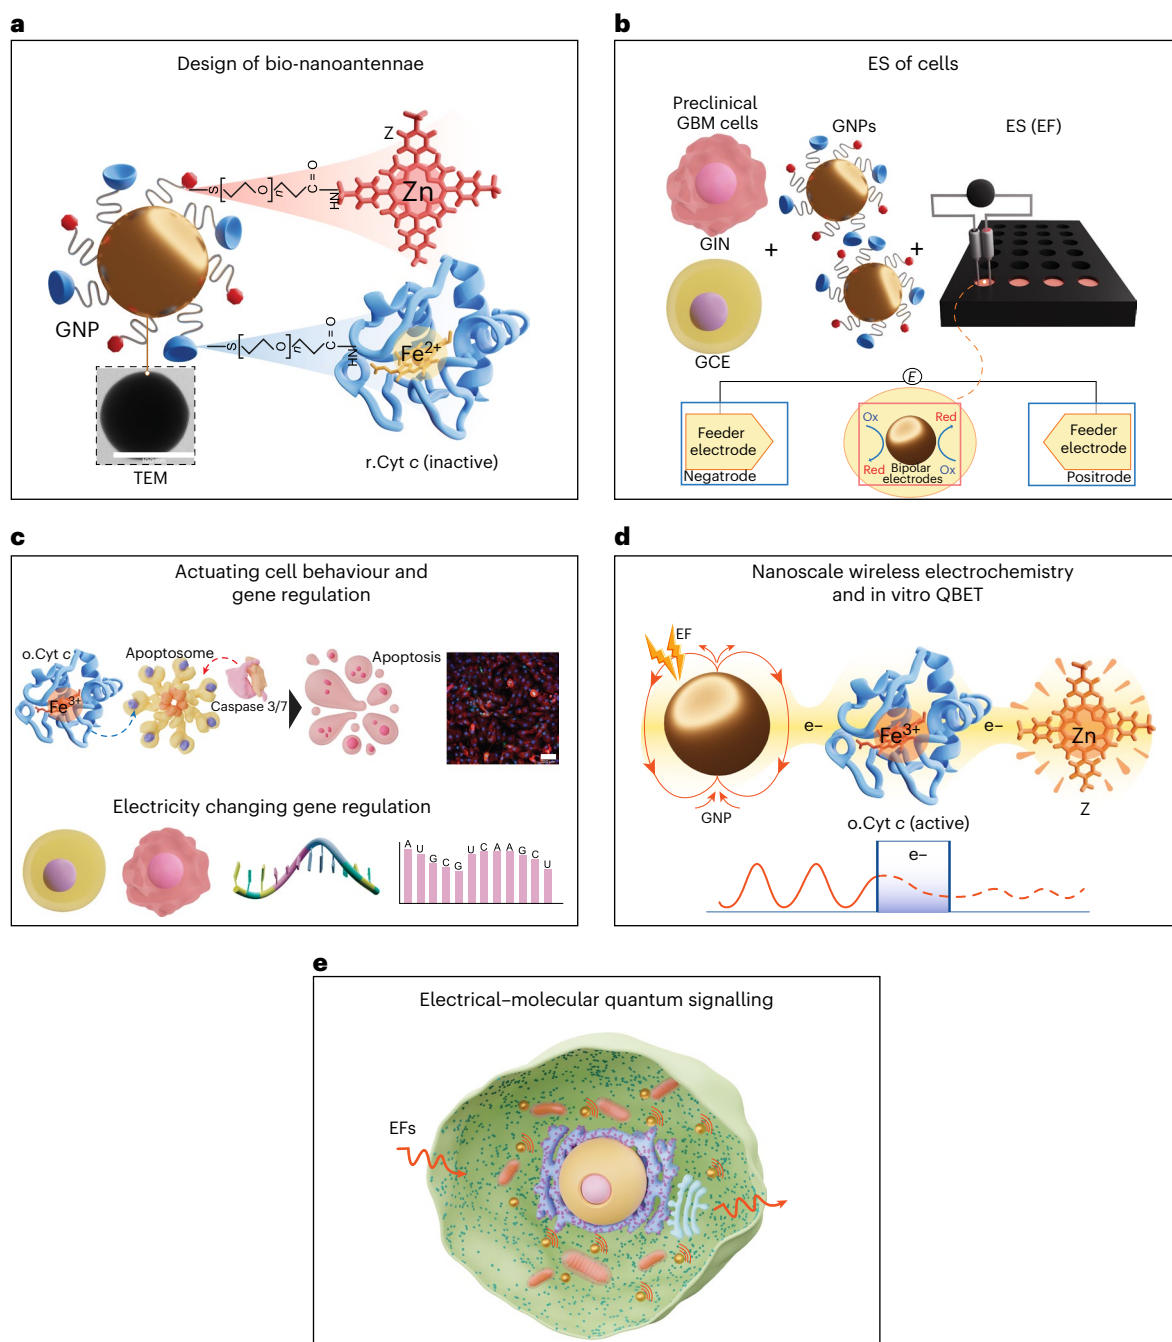 a
Design of bio-nanoantennae
Z
Zn
S
O
n
C
O
HN
GNP
S
O
n
C
O
HN
Fe2+
TEM
r.Cyt c (inactive)
b
ES of cells
Preclinical
GBM cells
GNPs
ES (EF)
GIN
+
+
GCE
E
Feeder
electrode
Negatrode
Ox
Red
Red
Ox
Bipolar
electrodes
Feeder
electrode
Positrode
c
Actuating cell behaviour and
gene regulation
o.Cyt c
Apoptosome
Apoptosis
Fe3+
Caspase 3/7
Electricity changing gene regulation
A U G C G U C A A G C U
d
Nanoscale wireless electrochemistry
and in vitro QBET
EF
e–
Fe3+
e–
Zn
GNP
Z
o.Cyt c (active)
e–
e
Electrical–molecular quantum signalling
EFs